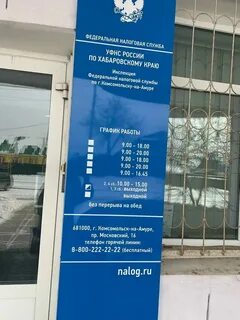 ФЕДЕРАЛЬНАЯ НАЛОГОВАЯ СЛУЖБА
УФНС РОССИИ
ПО ХАБАРОВСКОМУ КРАЮ
Инспекция
Федеральной налоговой службы
по г.Комсомольску-на-Амуре
ГРАФИК РАБОТЫ
9.00 - 18.00
9.00 - 20.00
9.00 - 18.00
9.00 - 20.00
9.00 - 16.45
10.00 - 15.00
выходной
выходной
без перерыва на обед
681000, г. Комсомольск-на-Амуре,
пр. Московский, 16
телефон горячей линии:
8-800-222-22-22 (бесплатный)
nalog.ru